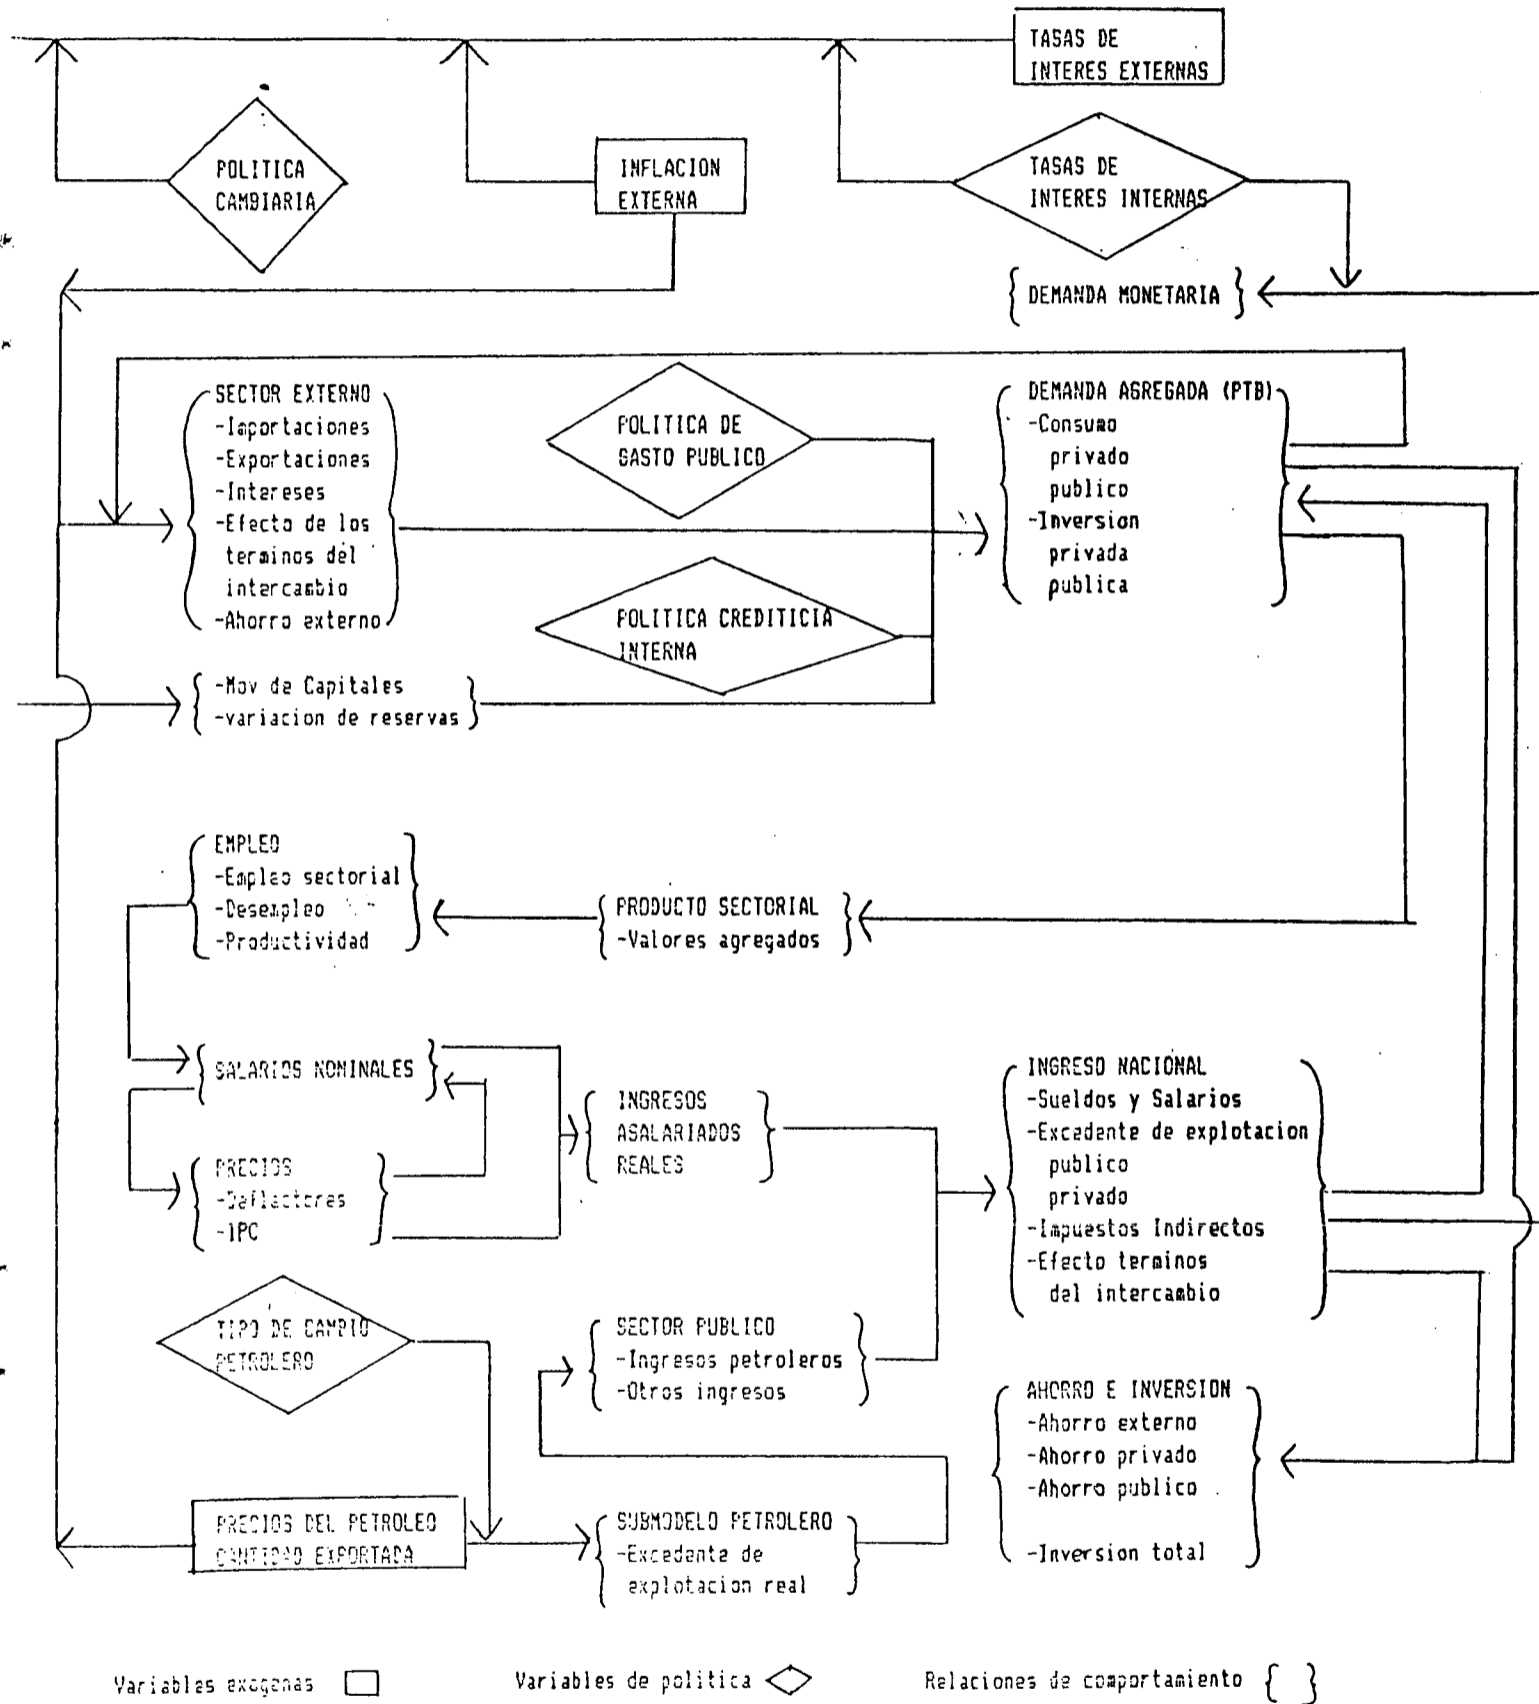 TASAS DE
INTERES EXTERNAS
POLITICA
CAMBIARIA
INFLACION
EXTERNA
TASAS DE
INTERES INTERNAS
DEMANDA MONETARIA
SECTOR EXTERNO
-Importaciones
-Exportaciones
-Intereses
-Efecto de los
terminos del
intercambio
-Ahorro externo
POLITICA DE
GASTO PUBLICO
DEMANDA AGREGADA (PTB)
-Consumo
privado
publico
-Inversion
privada
publica
POLITICA CREDITICIA
INTERNA
-Mov de Capitales
-variacion de reservas
EMPLEO
-Empleo sectorial
-Desempleo
-Productividad
PRODUCTO SECTORIAL
-Valores agregados
SALARIOS NOMINALES
INGRESOS
ASALARIADOS
REALES
PRECIOS
-Deflactores
-IPC
INGRESO NACIONAL
-Sueldos y Salarios
-Excedente de explotacion
publico
privado
-Impuestos Indirectos
-Efecto terminos
del intercambio
TIPO DE CAMBIO
PETROLERO
SECTOR PUBLICO
-Ingresos petroleros
-Otros ingresos
AHORRO E INVERSION
-Ahorro externo
-Ahorro privado
-Ahorro publico
-Inversion total
PRECIOS DEL PETROLEO
CANTIDAD EXPORTADA
SUBMODELO PETROLERO
-Excedente de
explotacion real
Variables exogenas
Variables de politica
Relaciones de comportamiento { }